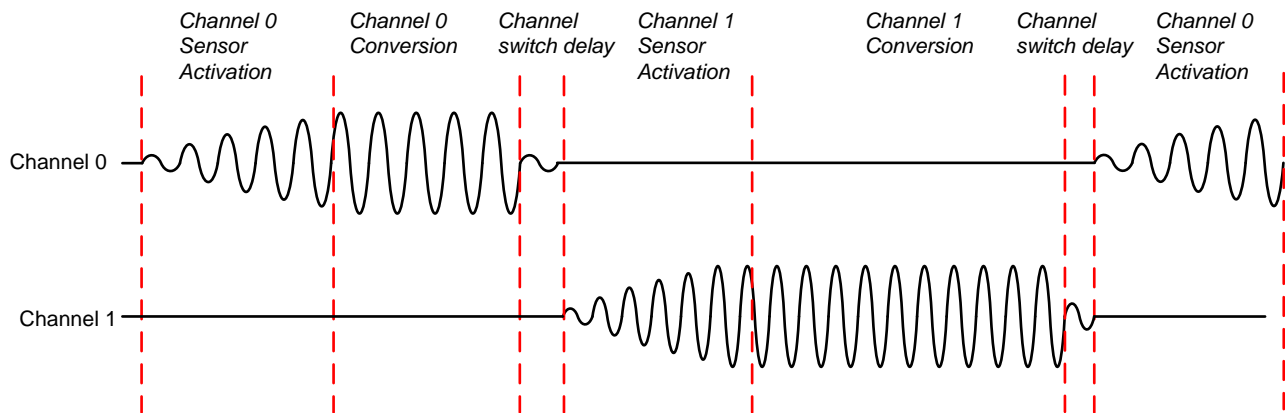 Channel 0
Sensor
Activation
Channel 0
Conversion
Channel
switch delay
Channel 1
Sensor
Activation
Channel 1
Conversion
Channel
switch delay
Channel 0
Sensor
Activation
Channel 0
Channel 1